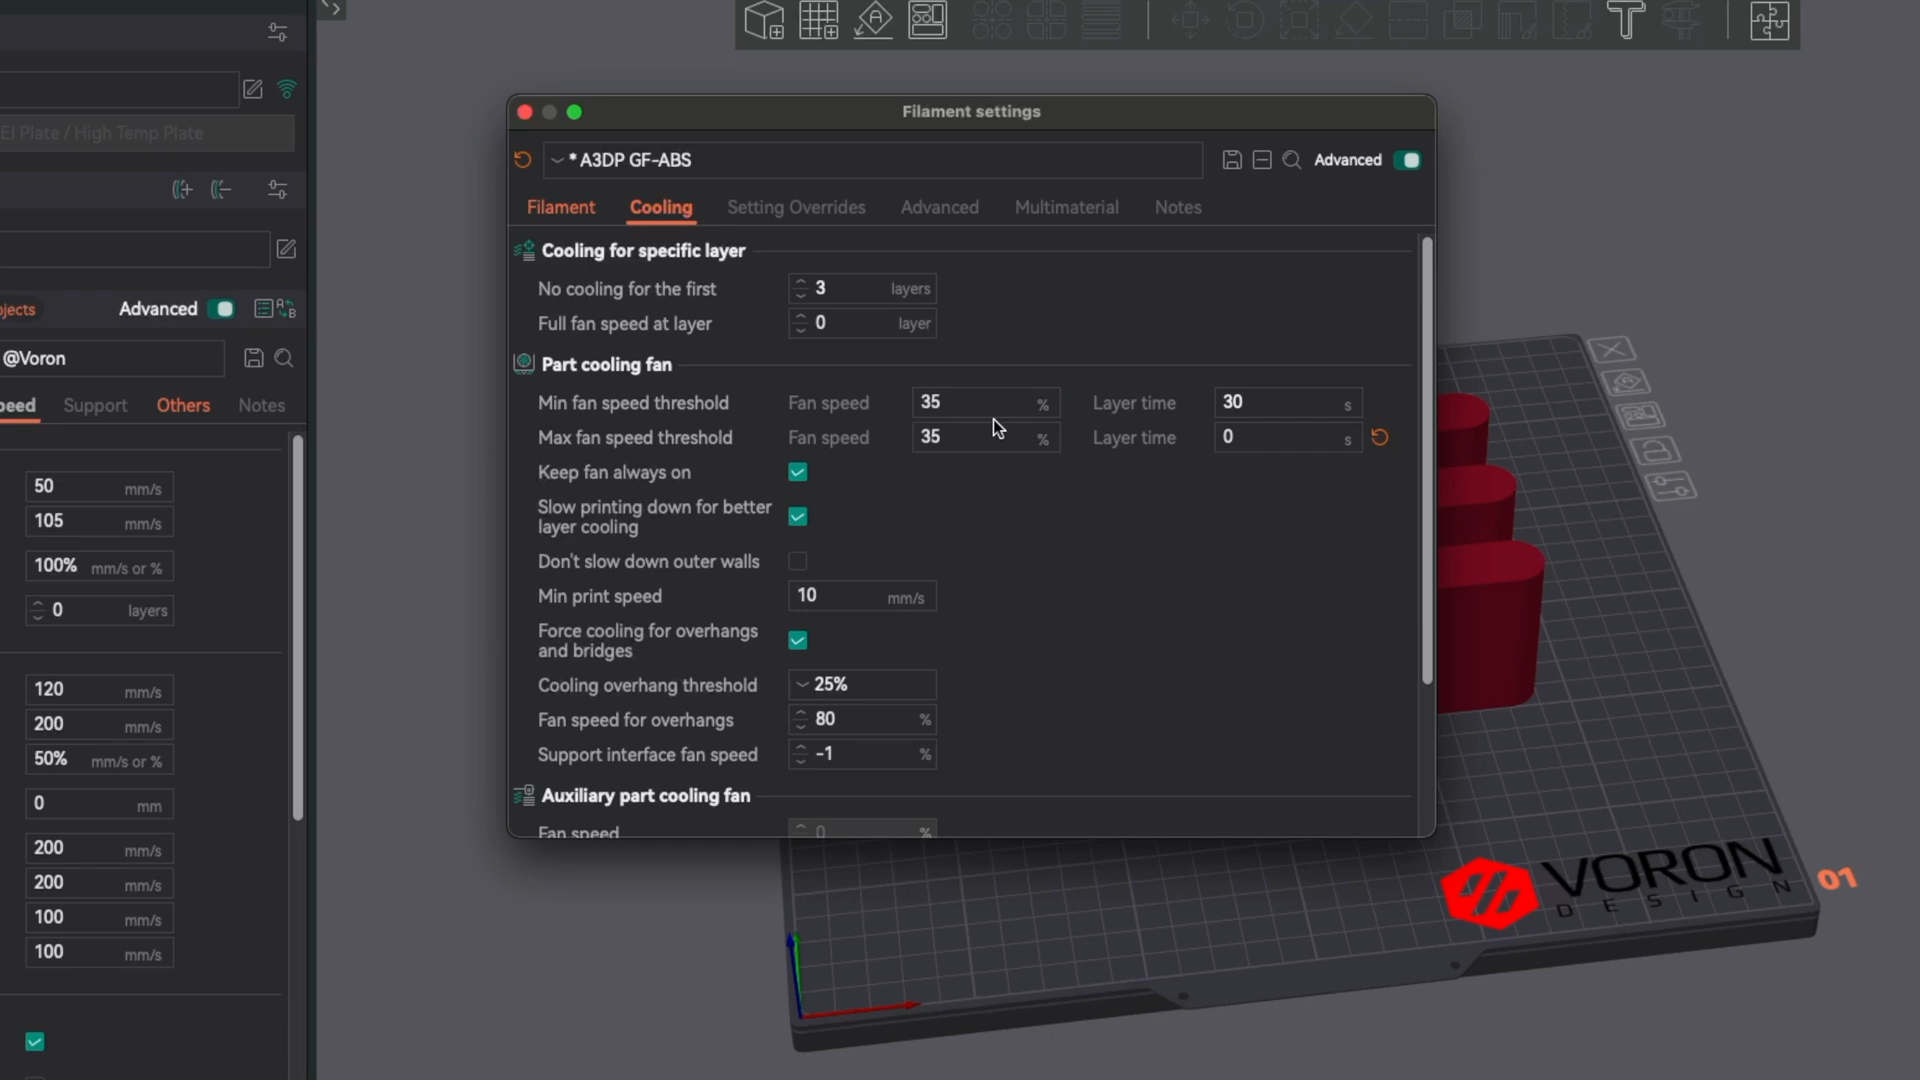 El Plate / High Temp Plate
jects
Advanced
@Voron
peed
Support
Others
Notes
50 mm/s
105 mm/s
100% mm/s or %
0 layers
120 mm/s
200 mm/s
50% mm/s or %
0 mm
200 mm/s
200 mm/s
100 mm/s
100 mm/s
Filament settings
* A3DP GF-ABS
Advanced
Filament
Cooling
Setting Overrides
Advanced
Multimaterial
Notes
Cooling for specific layer
No cooling for the first 3 layers
Full fan speed at layer 0 layer
Part cooling fan
Min fan speed threshold Fan speed 35 % Layer time 30 s
Max fan speed threshold Fan speed 35 % Layer time 0 s
Keep fan always on
Slow printing down for better
layer cooling
Don't slow down outer walls
Min print speed 10 mm/s
Force cooling for overhangs
and bridges
Cooling overhang threshold 25%
Fan speed for overhangs 80 %
Support interface fan speed -1 %
Auxiliary part cooling fan
Fan speed 0 %
VORON
DESIGN
01